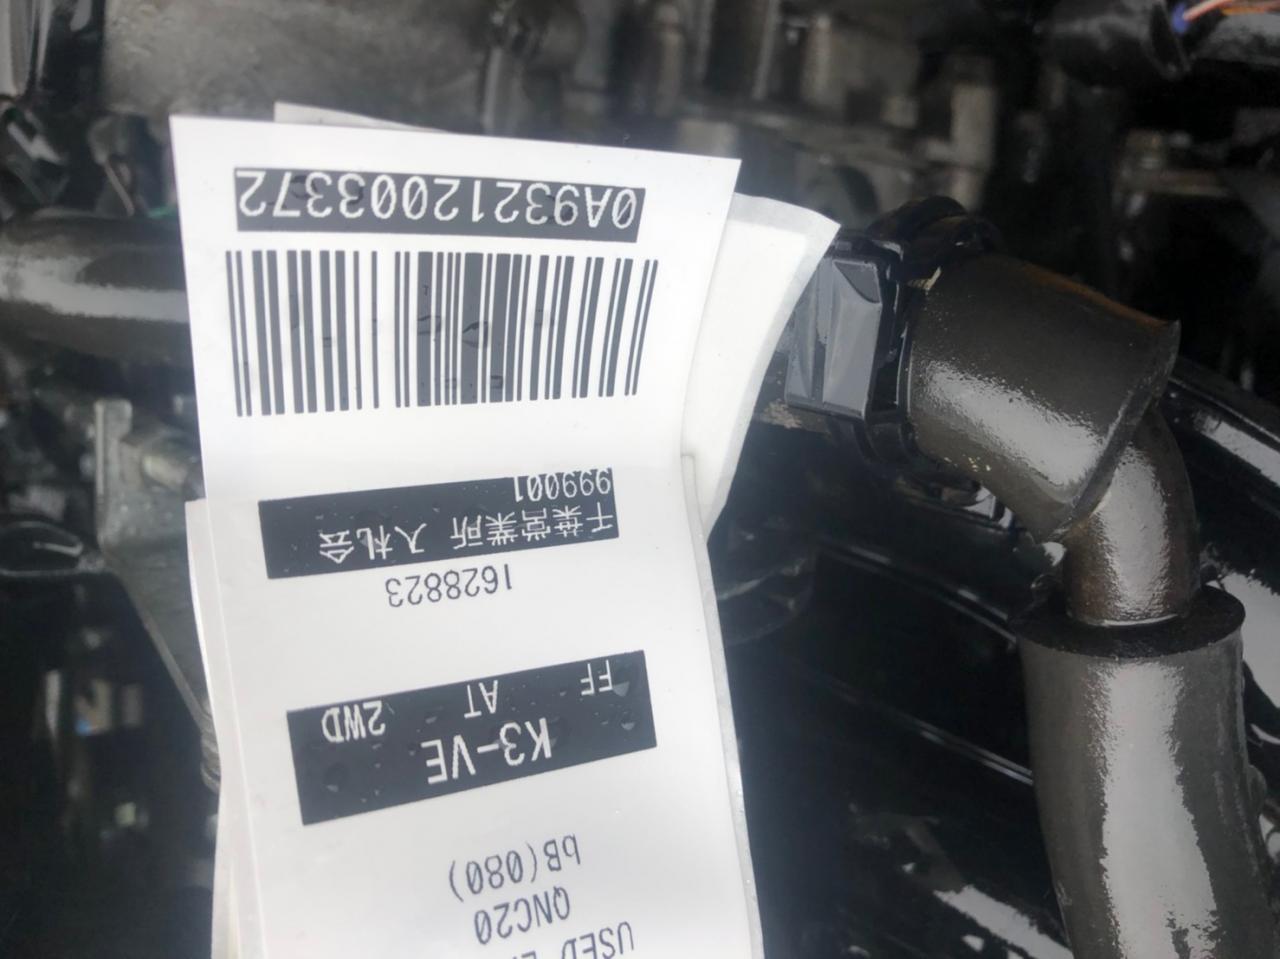 USED
QNC20
bB(080)
K3-VE
FF AT 2WD
1628823
千葉営業所 入札会
999001
0A93212003372